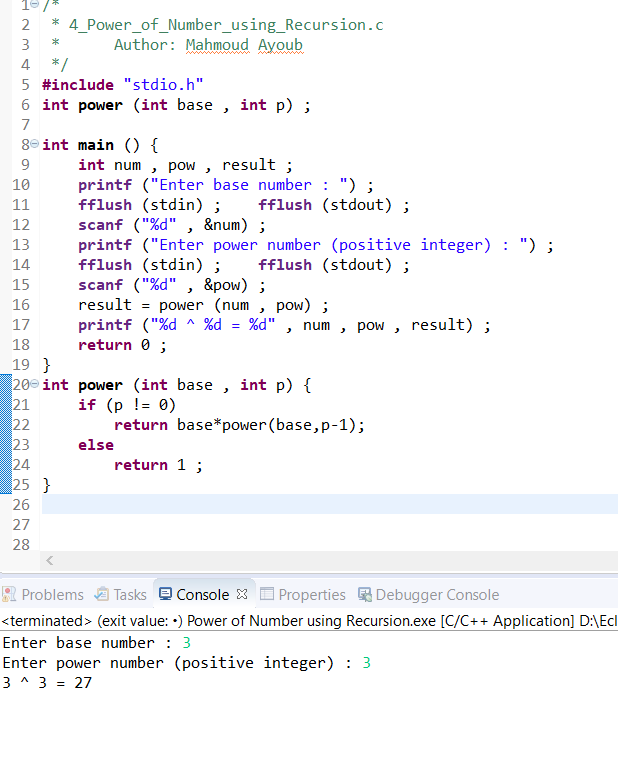 1 /*
2  * 4_Power_of_Number_using_Recursion.c
3  *      Author: Mahmoud Ayoub
4  */
5 #include "stdio.h"
6 int power (int base , int p) ;
7
8 int main () {
9     int num , pow , result ;
10     printf ("Enter base number : ") ;
11     fflush (stdin) ;    fflush (stdout) ;
12     scanf ("%d" , &num) ;
13     printf ("Enter power number (positive integer) : ") ;
14     fflush (stdin) ;    fflush (stdout) ;
15     scanf ("%d" , &pow) ;
16     result = power (num , pow) ;
17     printf ("%d ^ %d = %d" , num , pow , result) ;
18     return 0 ;
19 }
20 int power (int base , int p) {
21     if (p != 0)
22         return base*power(base,p-1);
23     else
24         return 1 ;
25 }
26
27
28
Problems Tasks Console Properties Debugger Console
<terminated> (exit value: •) Power of Number using Recursion.exe [C/C++ Application] D:\Ecl
Enter base number : 3
Enter power number (positive integer) : 3
3 ^ 3 = 27